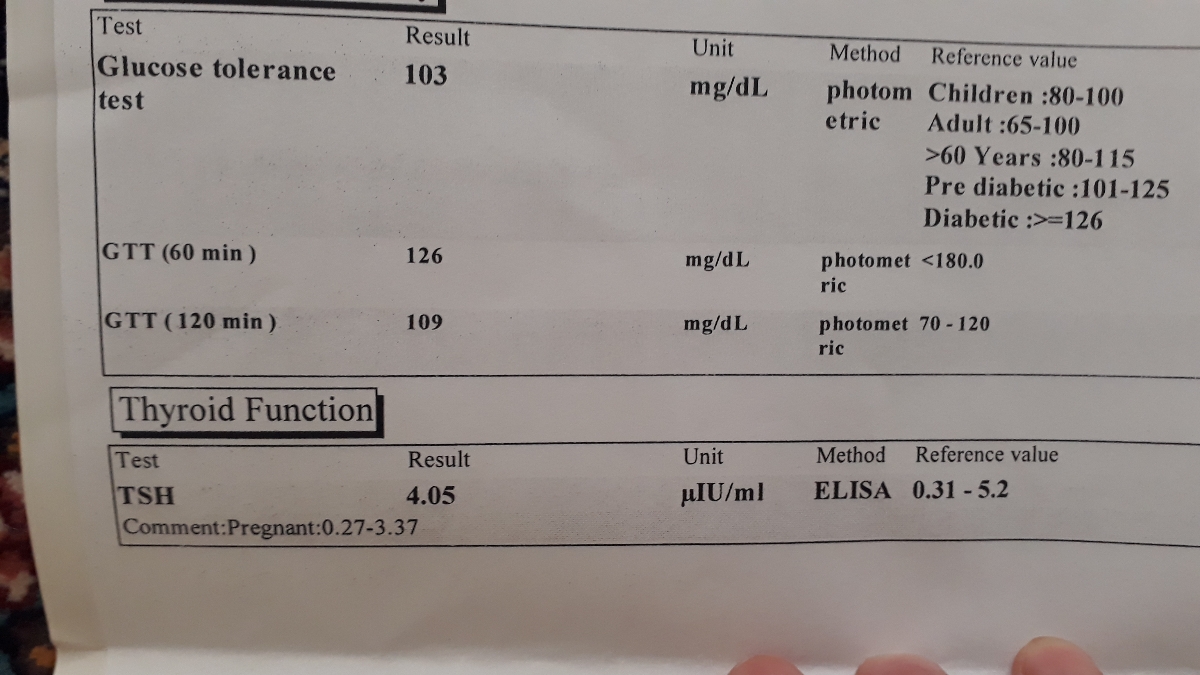 Test Result Unit Method Reference value
Glucose tolerance 103 mg/dL photom Children :80-100
test etric Adult :65-100
>60 Years :80-115
Pre diabetic :101-125
Diabetic :>=126
GTT (60 min ) 126 mg/dL photomet <180.0
ric
GTT ( 120 min ) 109 mg/dL photomet 70 - 120
ric
Thyroid Function
Test Result Unit Method Reference value
TSH 4.05 µIU/ml ELISA 0.31 - 5.2
Comment:Pregnant:0.27-3.37